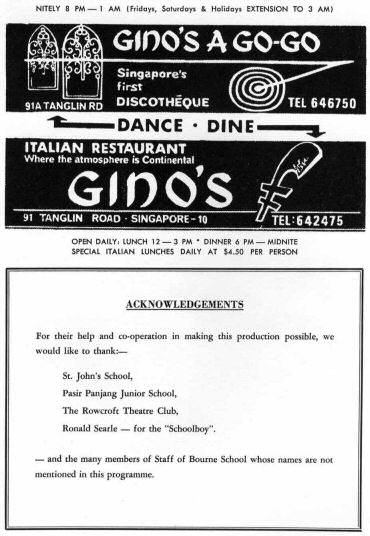 NITELY 8 PM — 1 AM (Fridays, Saturdays & Holidays EXTENSION TO 3 AM)
GINO'S A GO-GO
Singapore's
first
DISCOTHÈQUE
91A TANGLIN RD
TEL 646750
DANCE · DINE
ITALIAN RESTAURANT
Where the atmosphere is Continental
GINO'S
91 TANGLIN ROAD · SINGAPORE-10
TEL: 642475
OPEN DAILY: LUNCH 12 — 3 PM * DINNER 6 PM — MIDNITE
SPECIAL ITALIAN LUNCHES DAILY AT $4.50 PER PERSON
ACKNOWLEDGEMENTS
For their help and co-operation in making this production possible, we
would like to thank:—
St. John's School,
Pasir Panjang Junior School,
The Rowcroft Theatre Club,
Ronald Searle — for the "Schoolboy".
— and the many members of Staff of Bourne School whose names are not
mentioned in this programme.